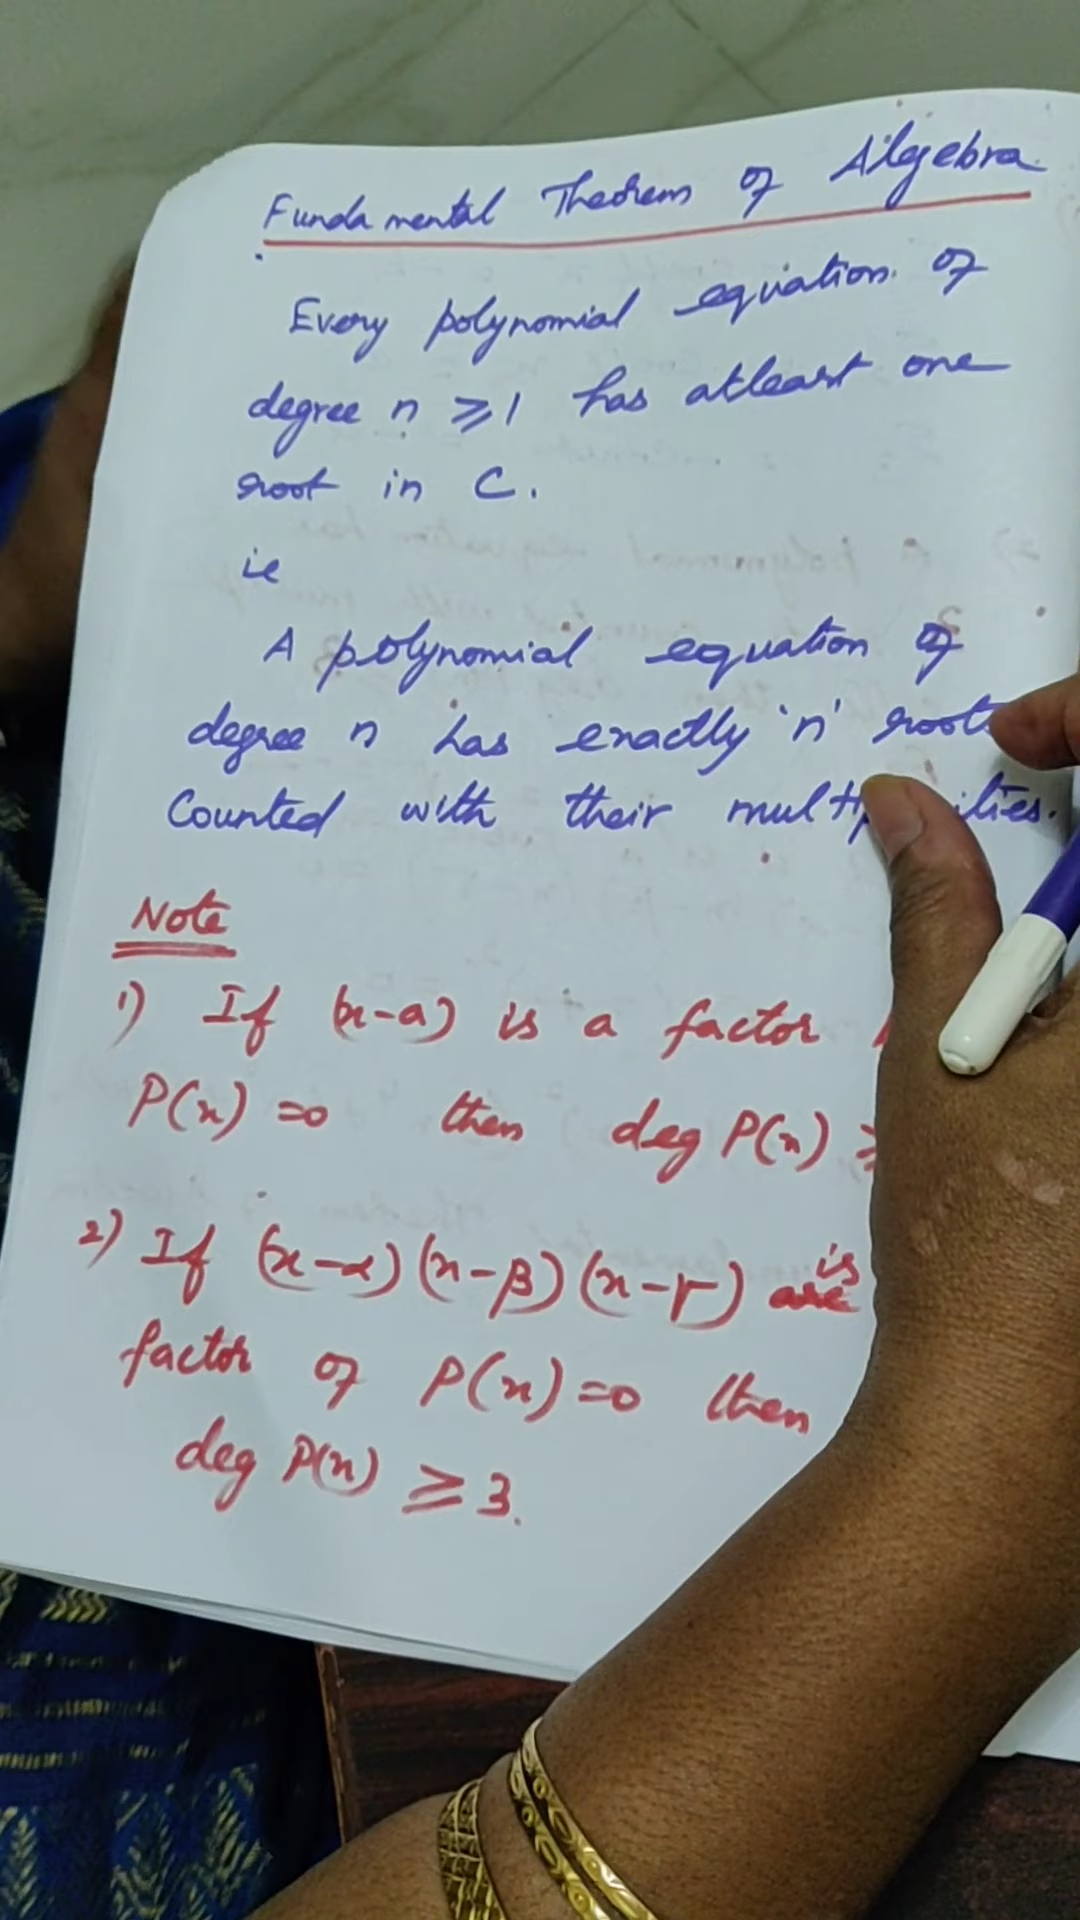 Fundamental Theorem of Algebra
Every polynomial equation of
degree n ≥ 1 has atleast one
root in C.
ie
A polynomial equation of
degree n has exactly 'n' roots
Counted with their
Note
1) If (x-a) is a factor
P(x) =0 then deg P(x) ≥
2) If (x-α) (x-β) (x-γ) is
are
factor of P(x) =0 then
deg P(x) ≥ 3.